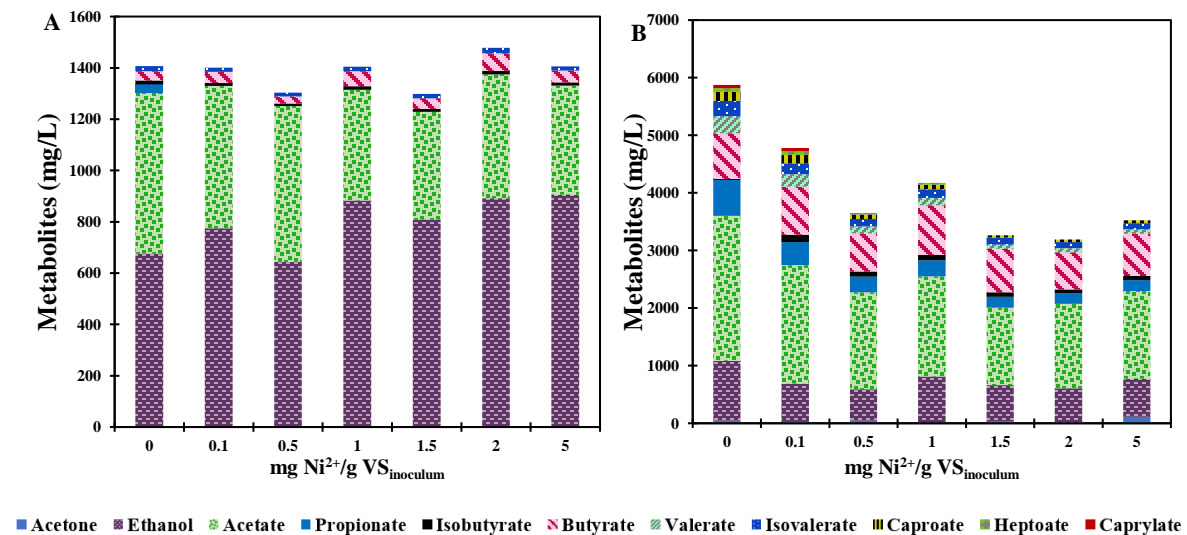 A
Metabolites (mg/L)
1600
1400
1200
1000
800
600
400
200
0
0 0.1 0.5 1 1.5 2 5
mg Ni²⁺/g VSinoculum
B
Metabolites (mg/L)
7000
6000
5000
4000
3000
2000
1000
0
0 0.1 0.5 1 1.5 2 5
mg Ni²⁺/g VSinoculum
Acetone Ethanol Acetate Propionate Isobutyrate Butyrate Valerate Isovalerate Caproate Heptoate Caprylate